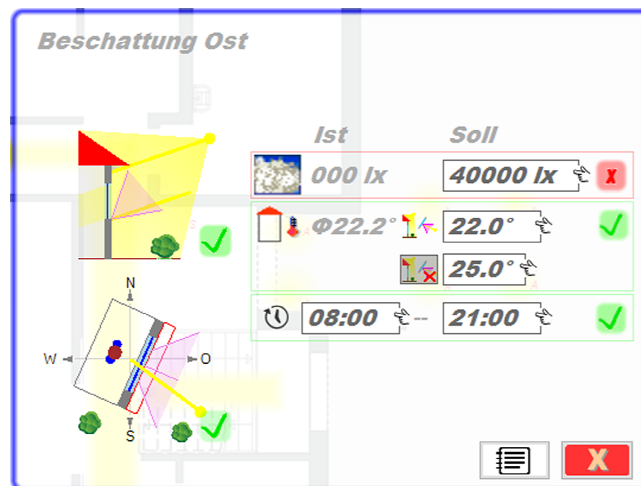 Beschattung Ost
Ist Soll
000 lx 40000 lx X
Φ22.2° 22.0°
25.0°
08:00 -- 21:00
N
W O
S
X